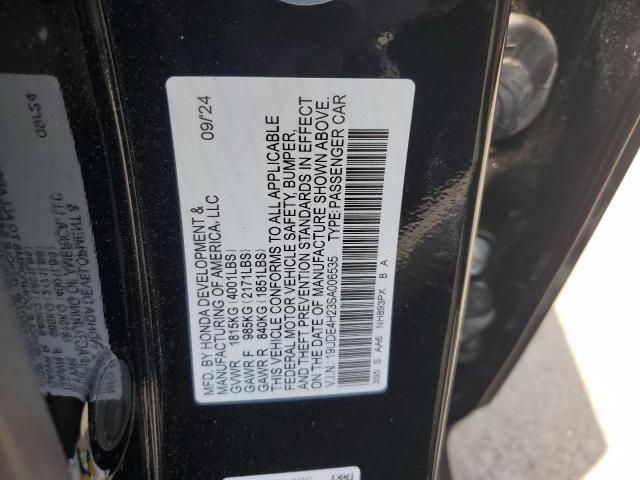 MFD. BY HONDA DEVELOPMENT &
MANUFACTURING OF AMERICA, LLC 09/24
GVWR 1815KG (4001LBS)
GAWR F 985KG (2171LBS)
GAWR R 840KG (1851LBS)
THIS VEHICLE CONFORMS TO ALL APPLICABLE
FEDERAL MOTOR VEHICLE SAFETY, BUMPER,
AND THEFT PREVENTION STANDARDS IN EFFECT
ON THE DATE OF MANUFACTURE SHOWN ABOVE.
V.I.N.: 19UDE4H23SA006535 TYPE: PASSENGER CAR
3S5 S AA6 NH893PX B A